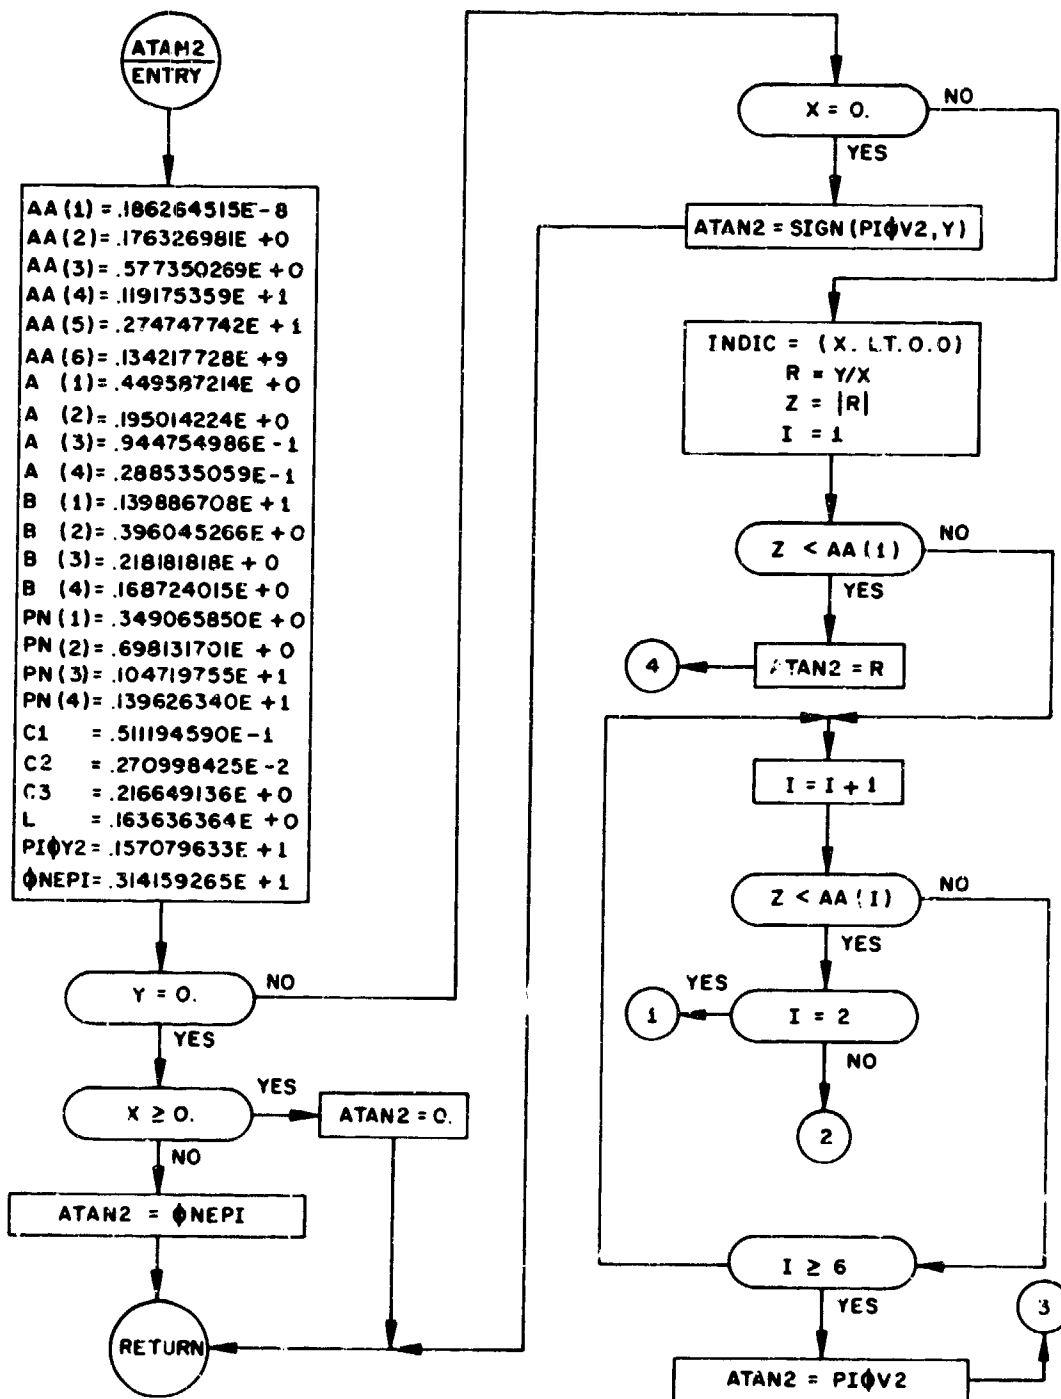 ATAM2
ENTRY
AA(1)=.186264515E-8
AA(2)=.176326981E+0
AA(3)=.577350269E+0
AA(4)=.119175359E+1
AA(5)=.274747742E+1
AA(6)=.134217728E+9
A (1)=.449587214E+0
A (2)=.195014224E+0
A (3)=.944754986E-1
A (4)=.288535059E-1
B (1)=.139886708E+1
B (2)=.396045266E+0
B (3)=.218181818E+0
B (4)=.168724015E+0
PN(1)=.349065850E+0
PN(2)=.698131701E+0
PN(3)=.104719755E+1
PN(4)=.139626340E+1
C1 =.511194590E-1
C2 =.270998425E-2
C3 =.216649136E+0
L =.163636364E+0
PIϕY2=.157079633E+1
ϕNEPI=.314159265E+1
Y = 0.
NO
YES
X ≥ 0.
YES
ATAN2 = 0.
NO
ATAN2 = ϕNEPI
RETURN
X = 0.
NO
YES
ATAN2 = SIGN(PIϕV2,Y)
INDIC = (X.LT.0.0)
R = Y/X
Z = |R|
I = 1
Z < AA(1)
NO
YES
ATAN2 = R
4
I = I + 1
Z < AA(I)
NO
YES
I = 2
YES
1
NO
2
I ≥ 6
YES
3
ATAN2 = PIϕV2